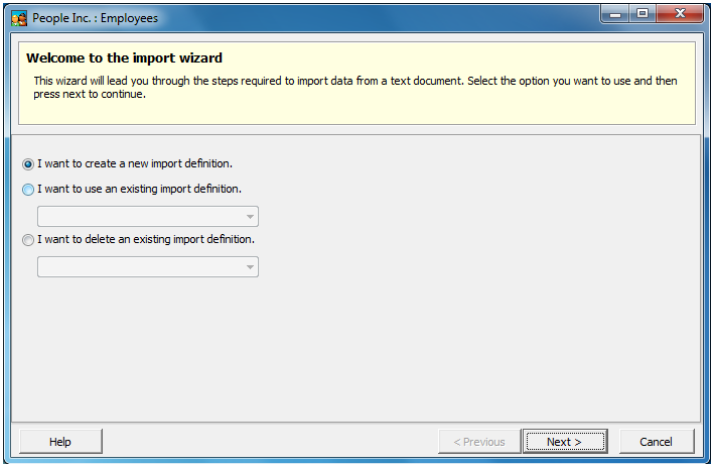 People Inc. : Employees
Welcome to the import wizard
This wizard will lead you through the steps required to import data from a text document. Select the option you want to use and then
press next to continue.
I want to create a new import definition.
I want to use an existing import definition.
I want to delete an existing import definition.
Help
< Previous
Next >
Cancel